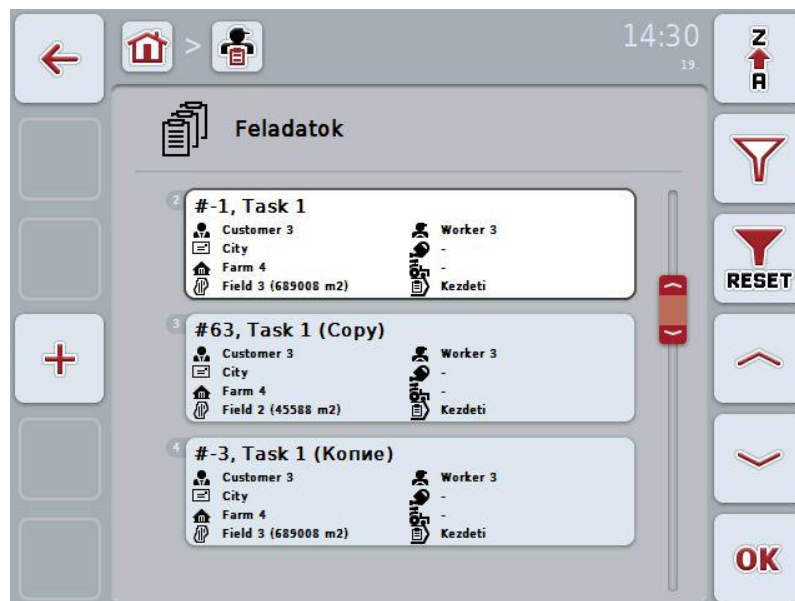 14:30
19.
Z
A
Feladatok
2
#-1, Task 1
Customer 3
Worker 3
City
-
Farm 4
-
Field 3 (689008 m2)
Kezdeti
RESET
3
#63, Task 1 (Copy)
Customer 3
Worker 3
City
-
Farm 4
-
Field 2 (45588 m2)
Kezdeti
4
#-3, Task 1 (Копие)
Customer 3
Worker 3
City
-
Farm 4
-
Field 3 (689008 m2)
Kezdeti
OK